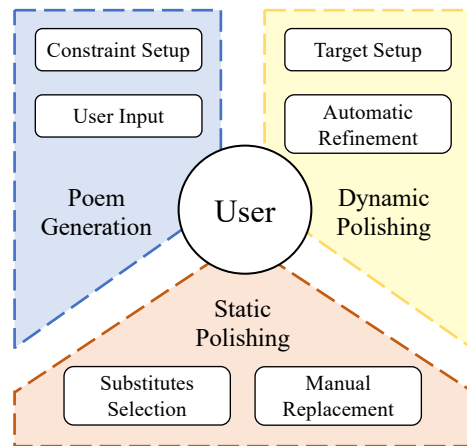 Constraint Setup
User Input
Poem
Generation
Target Setup
Automatic
Refinement
Dynamic
Polishing
User
Static
Polishing
Substitutes
Selection
Manual
Replacement